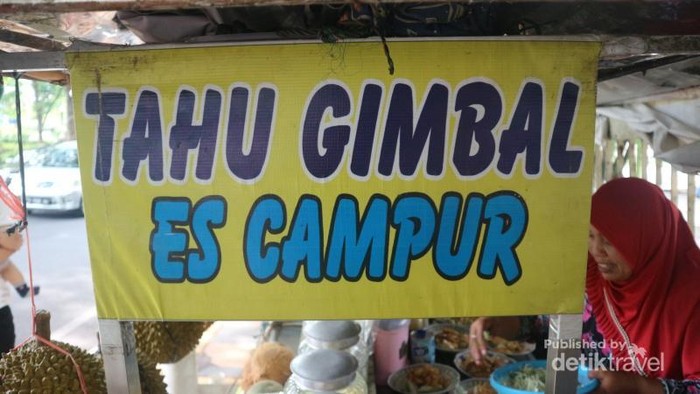 TAHU GIMBAL
ES CAMPUR
Published by
detiktravel